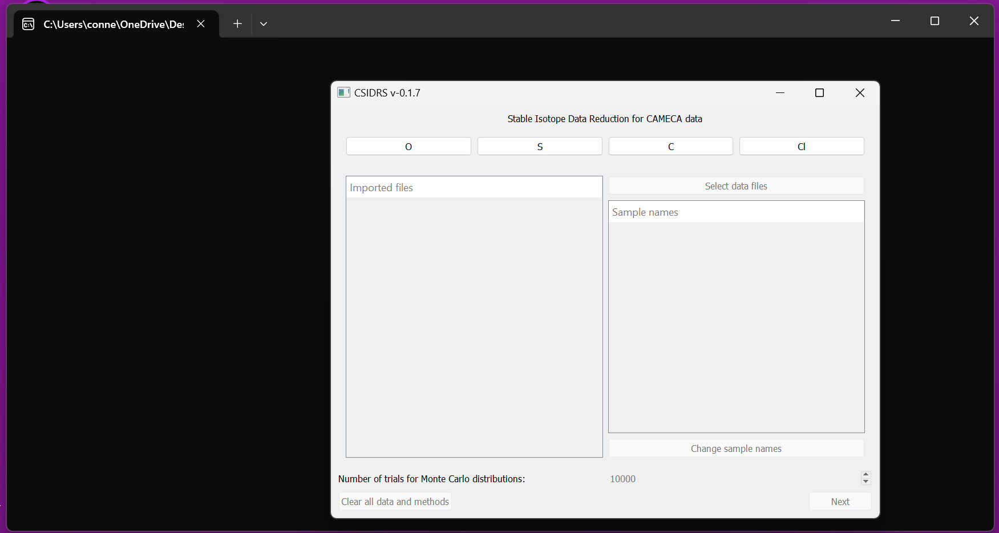 C:\Users\conne\OneDrive\Des
CSIDRS v-0.1.7
Stable Isotope Data Reduction for CAMECA data
O S C Cl
Imported files
Select data files
Sample names
Change sample names
Number of trials for Monte Carlo distributions: 10000
Clear all data and methods Next